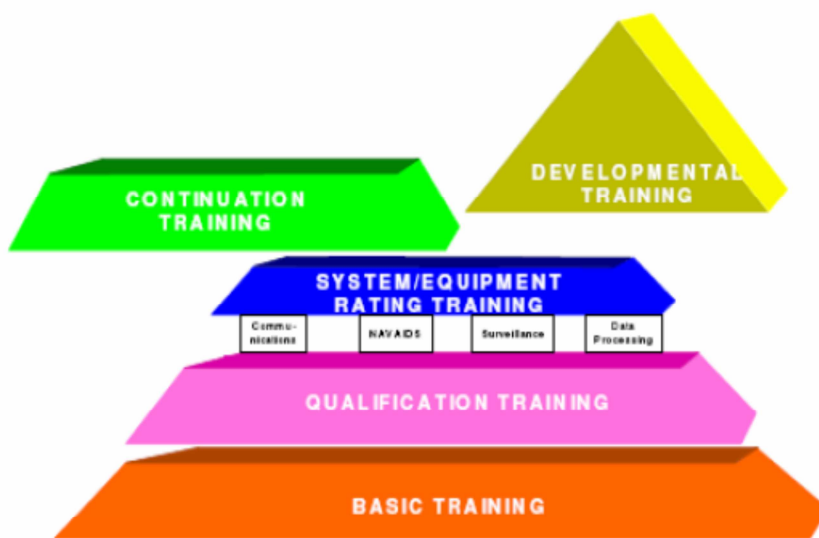 DEVELOPMENTAL
TRAINING
CONTINUATION
TRAINING
SYSTEM/EQUIPMENT
RATING TRAINING
Commu-
nications
NAVAIDS
Surveillance
Data
Processing
QUALIFICATION TRAINING
BASIC TRAINING